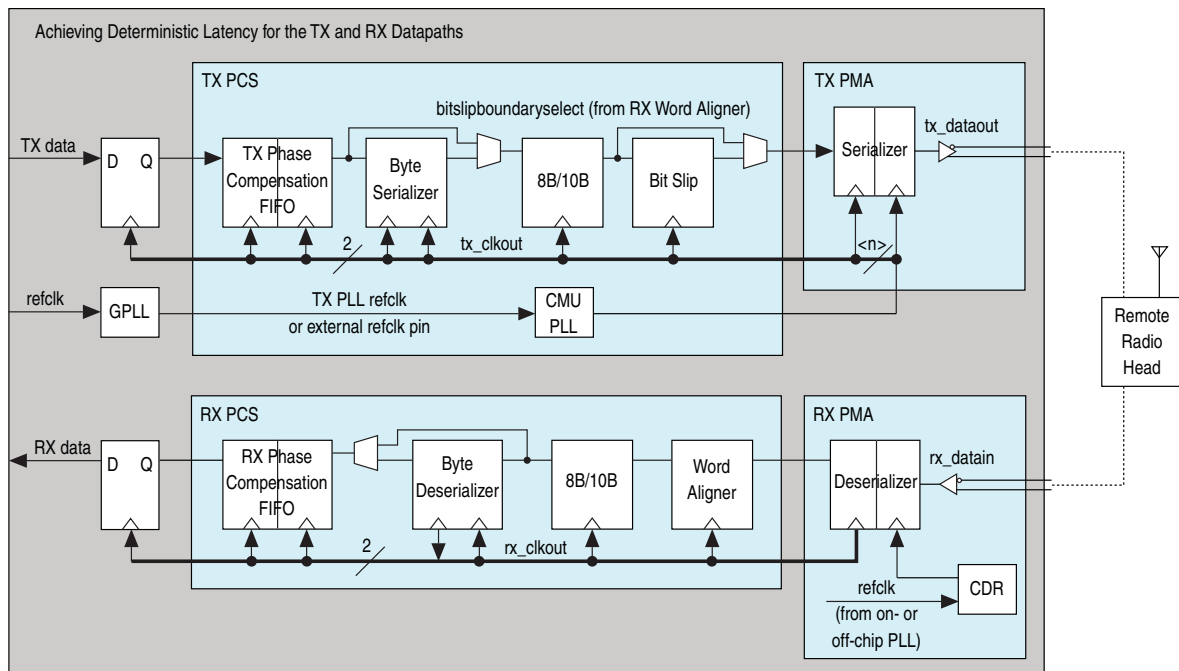 Achieving Deterministic Latency for the TX and RX Datapaths
TX PCS
TX PMA
bitslipboundaryselect (from RX Word Aligner)
tx_dataout
TX data
D Q
TX Phase
Compensation
FIFO
Byte
Serializer
8B/10B
Bit Slip
Serializer
2
tx_clkout
<n>
refclk
GPLL
TX PLL refclk
or external refclk pin
CMU
PLL
Remote
Radio
Head
RX PCS
RX PMA
RX data
D Q
RX Phase
Compensation
FIFO
Byte
Deserializer
8B/10B
Word
Aligner
Deserializer
rx_datain
2
rx_clkout
refclk
(from on- or
off-chip PLL)
CDR